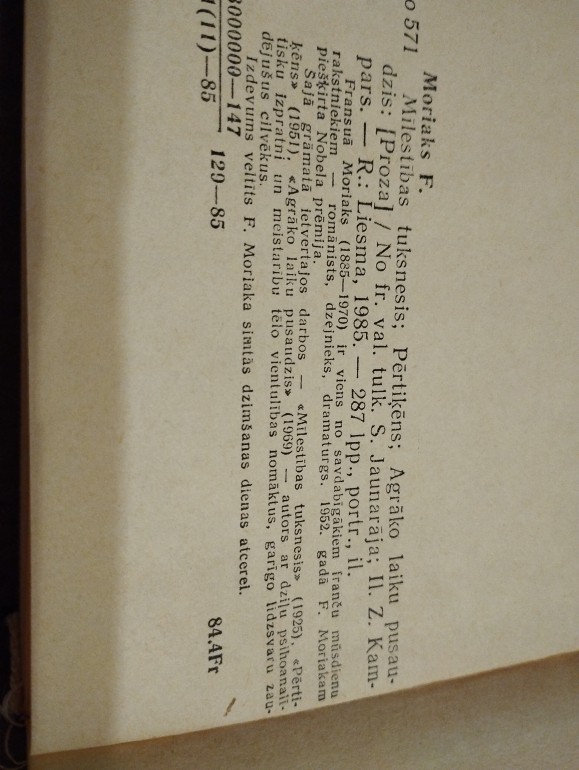 o 571
Moriaks F.
Mīlestības tuksnesis; Pērtiķēns; Agrāko laiku pusau-
dzis: [Proza] / No fr. val. tulk. S. Jaunarāja; Il. Z. Kam-
pars. — R.: Liesma, 1985. — 287 lpp., portr., il.
Fransuā Moriaks (1885—1970) ir viens no savdabīgākiem franču mūsdienu
rakstniekiem — romānists, dzejnieks, dramaturgs. 1952. gadā F. Moriakam
piešķirta Nobela prēmija.
Šajā grāmatā ietvertajos darbos — «Mīlestības tuksnesis» (1925), «Pērti-
ķēns» (1951), «Agrāko laiku pusaudzis» (1969) — autors ar dziļu psihoanali-
tisku izpratni un meistarību tēlo vientulības nomāktus, garīgo līdzsvaru zau-
dējušus cilvēkus.
Izdevums veltīts F. Moriaka simtās dzimšanas dienas atcerei.
3000000—147
(11)—85 129—85
84.4Fr